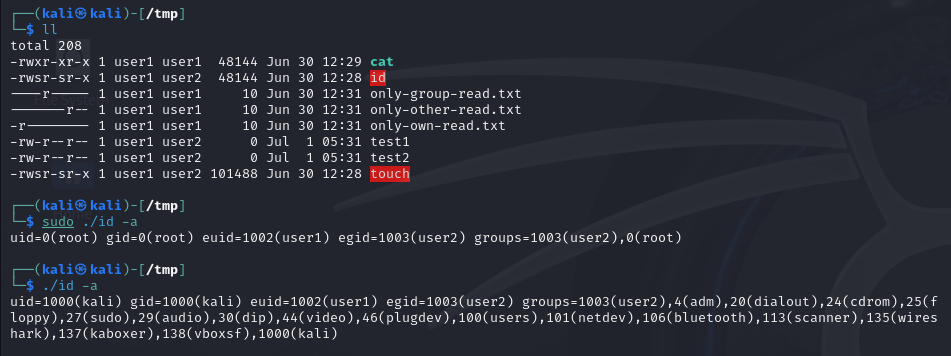 ┌──(kali㉿kali)-[/tmp]
└─$ ll
total 208
-rwxr-xr-x 1 user1 user1  48144 Jun 30 12:29 cat
-rwsr-sr-x 1 user1 user2  48144 Jun 30 12:28 id
----r----- 1 user1 user1     10 Jun 30 12:31 only-group-read.txt
-------r-- 1 user1 user1     10 Jun 30 12:31 only-other-read.txt
-r-------- 1 user1 user1     10 Jun 30 12:31 only-own-read.txt
-rw-r--r-- 1 user1 user2      0 Jul  1 05:31 test1
-rw-r--r-- 1 user1 user2      0 Jul  1 05:31 test2
-rwsr-sr-x 1 user1 user2 101488 Jun 30 12:28 touch
┌──(kali㉿kali)-[/tmp]
└─$ sudo ./id -a
uid=0(root) gid=0(root) euid=1002(user1) egid=1003(user2) groups=1003(user2),0(root)
┌──(kali㉿kali)-[/tmp]
└─$ ./id -a
uid=1000(kali) gid=1000(kali) euid=1002(user1) egid=1003(user2) groups=1003(user2),4(adm),20(dialout),24(cdrom),25(f
loppy),27(sudo),29(audio),30(dip),44(video),46(plugdev),100(users),101(netdev),106(bluetooth),113(scanner),135(wires
hark),137(kaboxer),138(vboxsf),1000(kali)